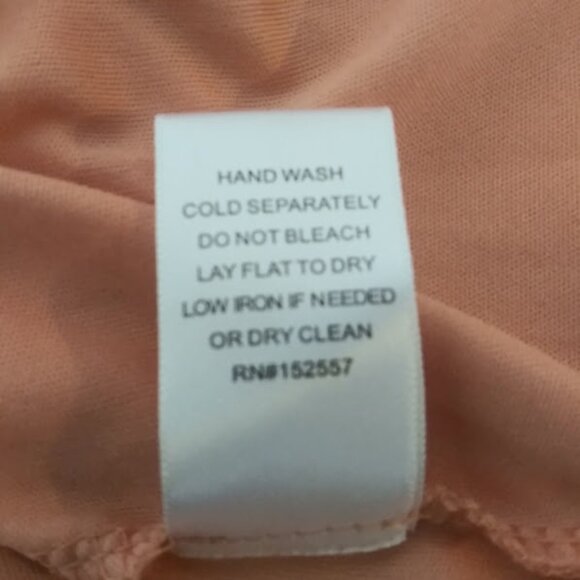 HAND WASH
COLD SEPARATELY
DO NOT BLEACH
LAY FLAT TO DRY
LOW IRON IF NEEDED
OR DRY CLEAN
RN#152557